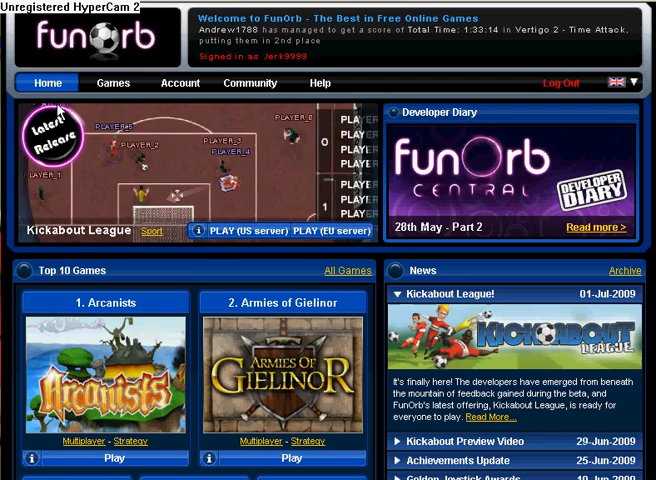 Unregistered HyperCam 2
funorb
Welcome to FunOrb - The Best in Free Online Games
Andrew1788 has managed to get a score of Total Time: 1:33:14 in Vertigo 2 - Time Attack,
putting them in 2nd place
Signed in as Jerk9999
Home Games Account Community Help Log Out
Latest!
Release
PLAYER_5
PLAYER_2
PLAYER_3
PLAYER_4
PLAYER_8
PLAYER_1
0
1
Kickabout League Sport
PLAY (US server) PLAY (EU server)
Developer Diary
funorb
CENTRAL
DEVELOPER
DIARY
28th May - Part 2 Read more >
Top 10 Games All Games
1. Arcanists
Arcanists
Multiplayer - Strategy
Play
2. Armies of Gielinor
ARMIES OF
GIELINOR
Multiplayer - Strategy
Play
News Archive
Kickabout League! 01-Jul-2009
KICKABOUT
LEAGUE
It's finally here! The developers have emerged from beneath
the mountain of feedback gained during the beta, and
FunOrb's latest offering, Kickabout League, is ready for
everyone to play. Read More...
Kickabout Preview Video 29-Jun-2009
Achievements Update 25-Jun-2009
Golden Joystick Awards 10-Jun-2009